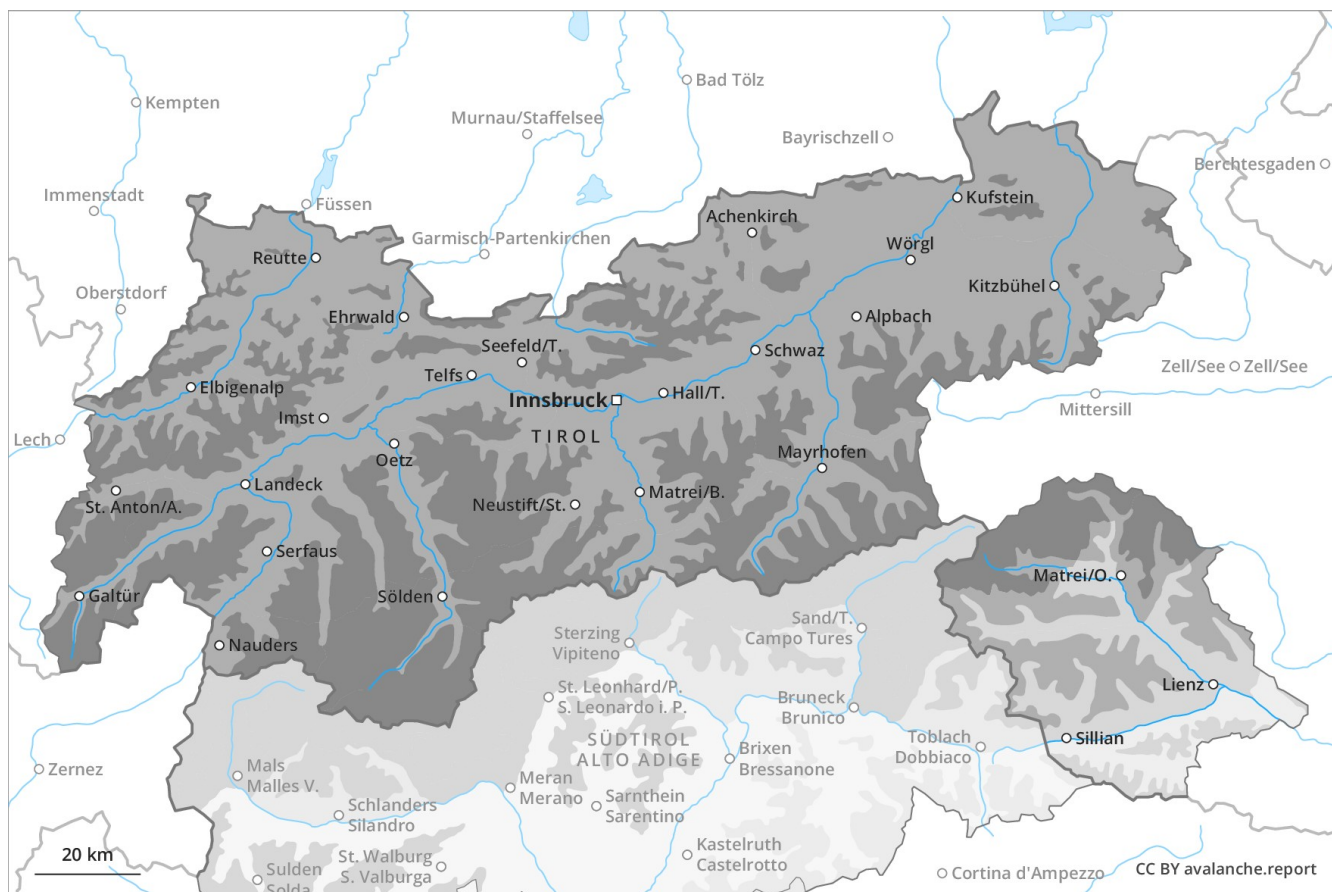 Kempten
Bad Tölz
Murnau/Staffelsee
Bayrischzell
Berchtesgaden
Immenstadt
Füssen
Kufstein
Achenkirch
Garmisch-Partenkirchen
Wörgl
Reutte
Kitzbühel
Oberstdorf
Ehrwald
Alpbach
Seefeld/T.
Schwaz
Telfs
Zell/See
Zell/See
Elbigenalp
Innsbruck
Hall/T.
Mittersill
Imst
TIROL
Lech
Oetz
Mayrhofen
Landeck
Matrei/B.
St. Anton/A.
Neustift/St.
Serfaus
Matrei/O.
Galtür
Sölden
Sand/T.
Campo Tures
Sterzing
Vipiteno
Nauders
Lienz
St. Leonhard/P.
S. Leonardo i. P.
Bruneck
Brunico
SÜDTIROL
ALTO ADIGE
Toblach
Dobbiaco
Sillian
Brixen
Bressanone
Zernez
Mals
Malles V.
Meran
Merano
Sarnthein
Sarentino
Schlanders
Silandro
Kastelruth
Castelrotto
20 km
St. Walburg
S. Valburga
Sulden
Solda
Cortina d'Ampezzo
CC BY avalanche.report